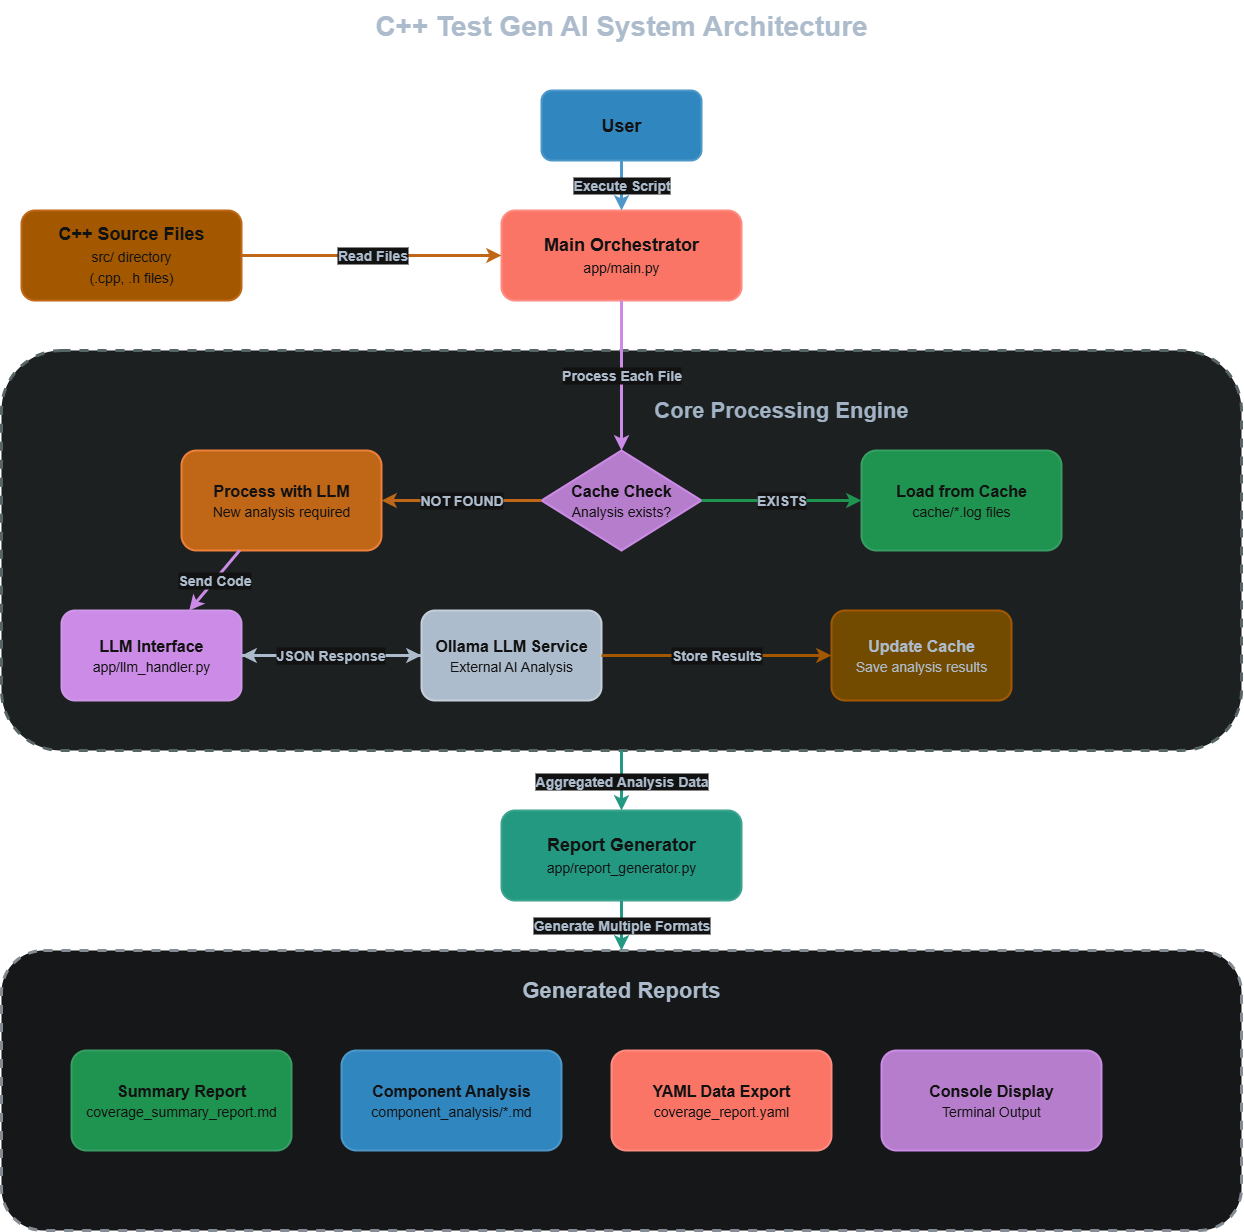 C++ Test Gen AI System Architecture
User
Execute Script
C++ Source Files
src/ directory
(.cpp, .h files)
Read Files
Main Orchestrator
app/main.py
Process Each File
Core Processing Engine
Process with LLM
New analysis required
NOT FOUND
Cache Check
Analysis exists?
EXISTS
Load from Cache
cache/*.log files
Send Code
LLM Interface
app/llm_handler.py
JSON Response
Ollama LLM Service
External AI Analysis
Store Results
Update Cache
Save analysis results
Aggregated Analysis Data
Report Generator
app/report_generator.py
Generate Multiple Formats
Generated Reports
Summary Report
coverage_summary_report.md
Component Analysis
component_analysis/*.md
YAML Data Export
coverage_report.yaml
Console Display
Terminal Output